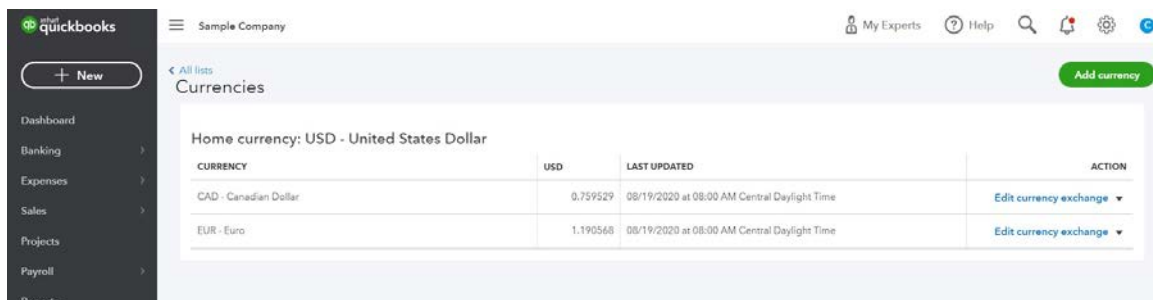 intuit quickbooks
Sample Company
My Experts
Help
+ New
Dashboard
Banking
Expenses
Sales
Projects
Payroll
All lists
Currencies
Add currency
Home currency: USD - United States Dollar
CURRENCY USD LAST UPDATED ACTION
CAD - Canadian Dollar 0.759529 08/19/2020 at 08:00 AM Central Daylight Time Edit currency exchange
EUR - Euro 1.190568 08/19/2020 at 08:00 AM Central Daylight Time Edit currency exchange